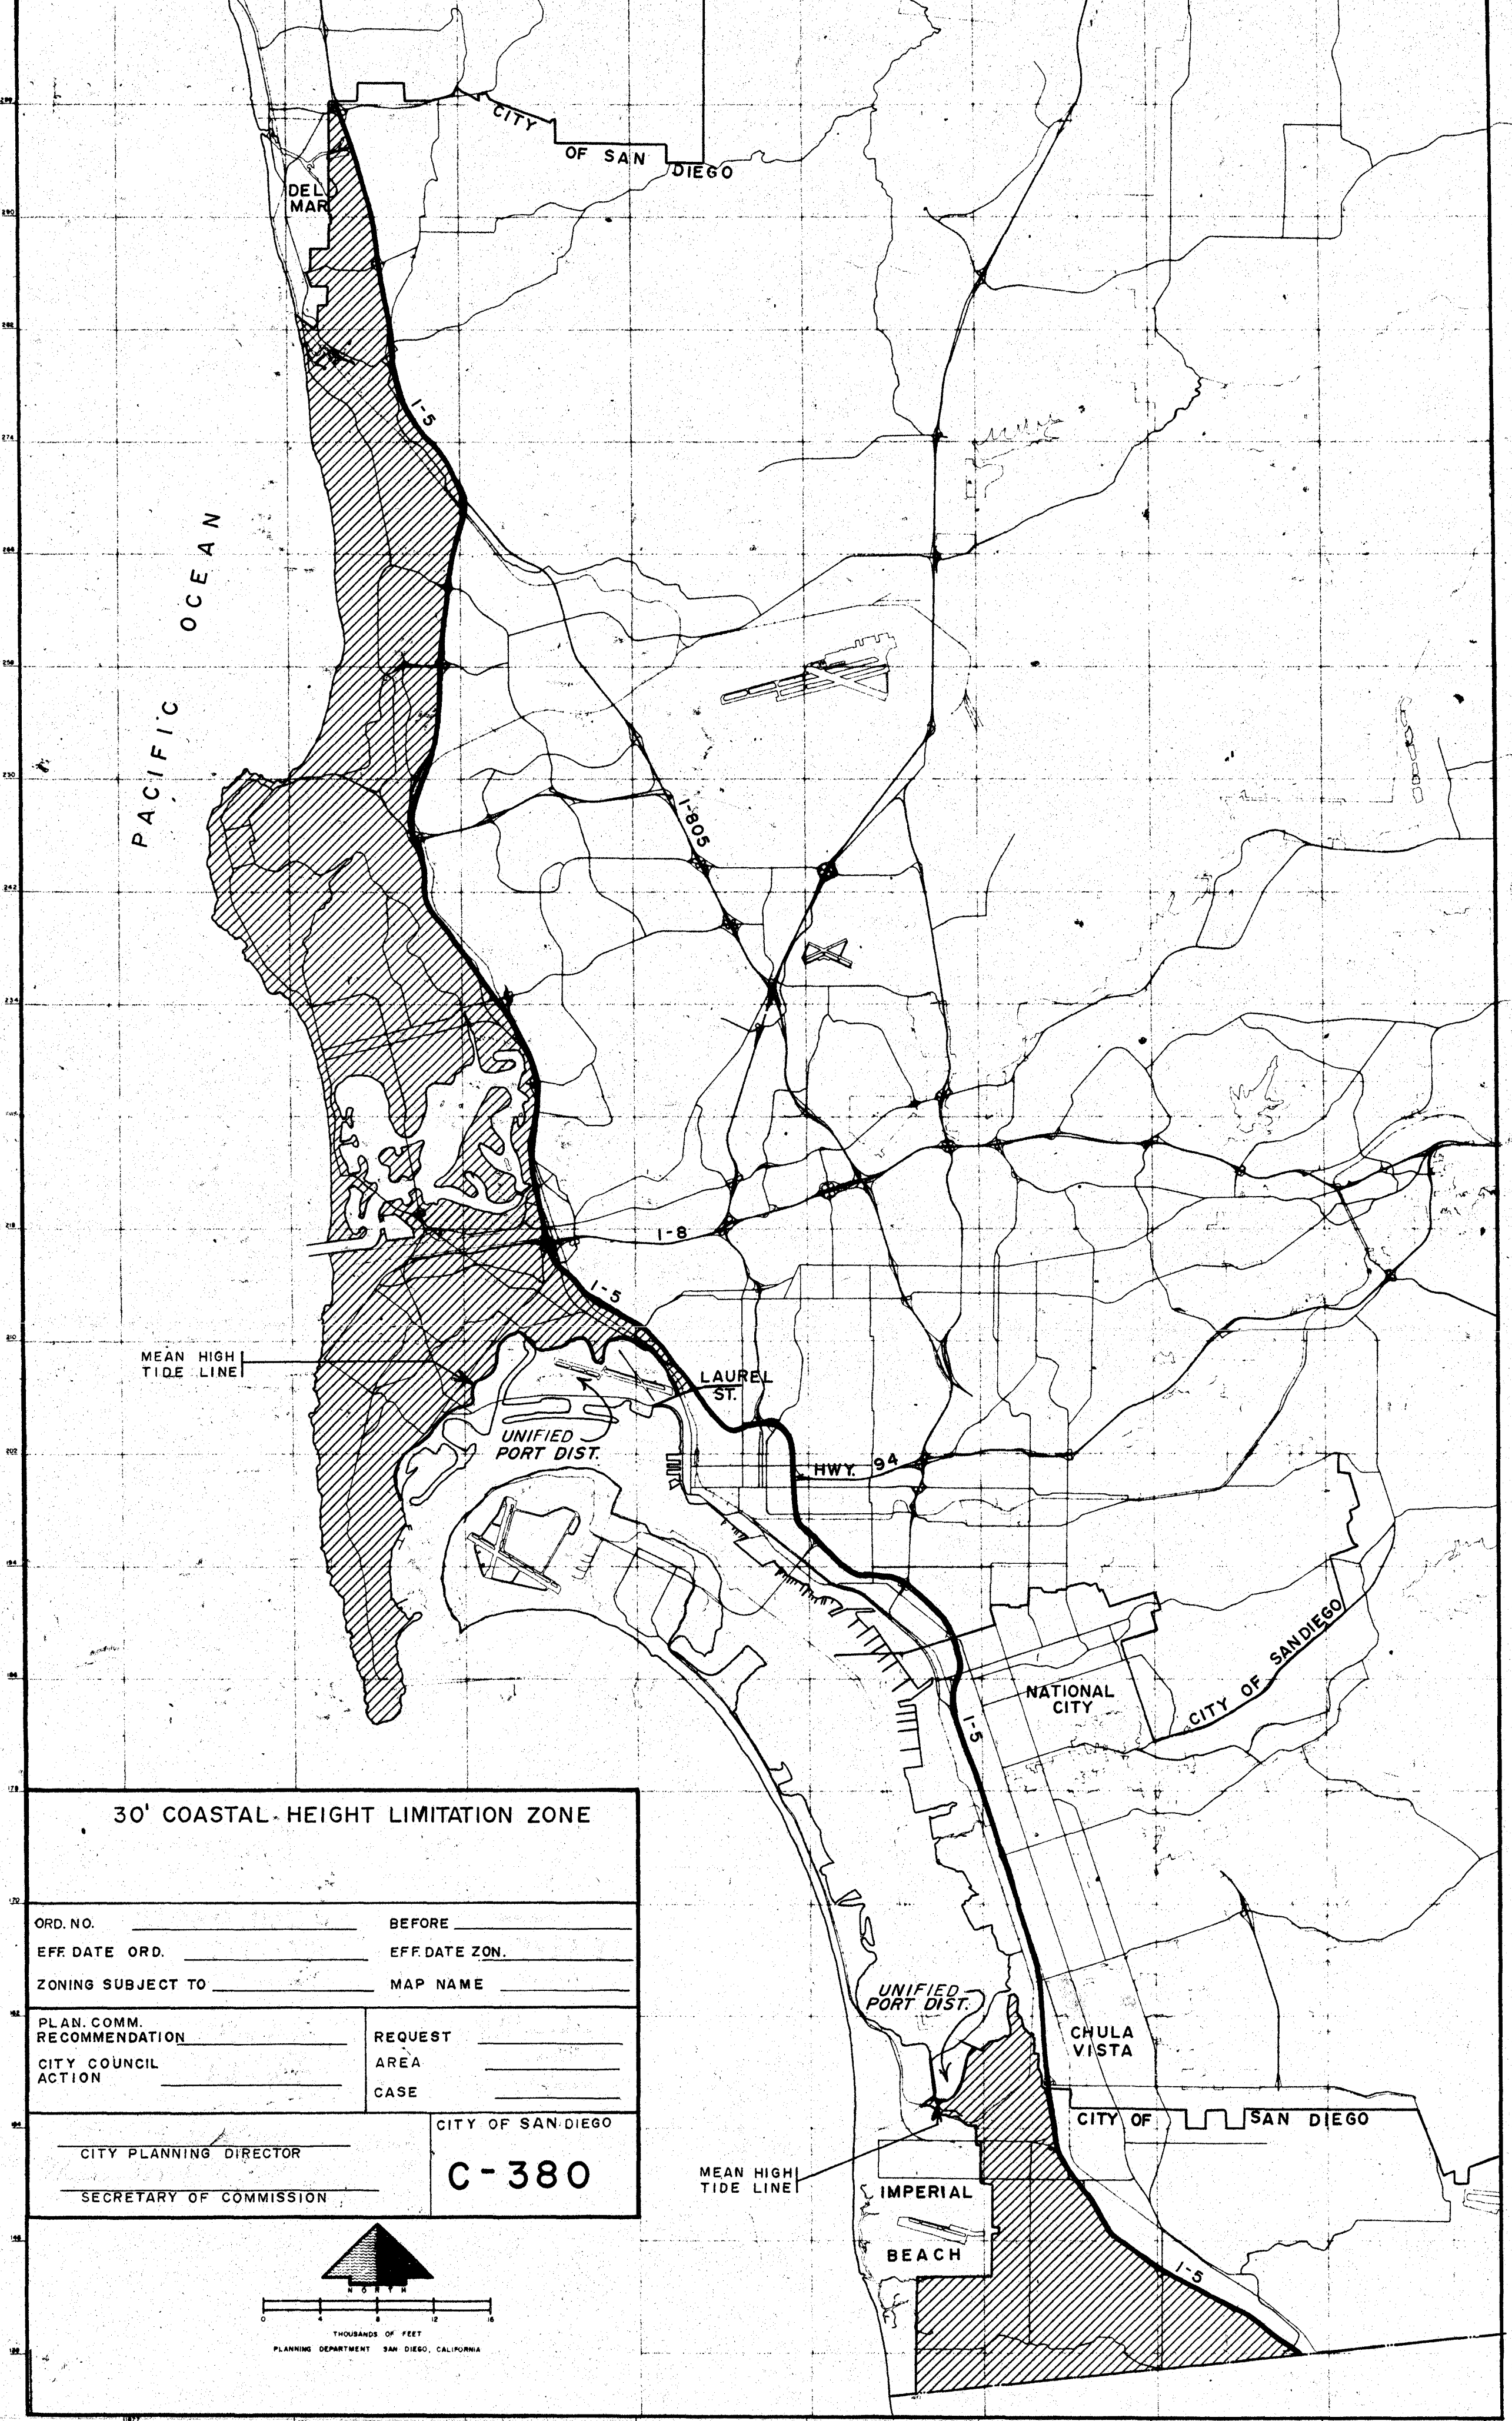 CITY
OF SAN
DIEGO
DEL
MAR
I-5
PACIFIC OCEAN
I-805
I-8
I-5
MEAN HIGH
TIDE LINE
LAUREL
ST.
UNIFIED
PORT DIST.
HWY. 94
CITY OF SAN DIEGO
NATIONAL
CITY
I-5
30' COASTAL HEIGHT LIMITATION ZONE
ORD. NO.
BEFORE
EFF. DATE ORD.
EFF. DATE ZON.
ZONING SUBJECT TO
MAP NAME
PLAN. COMM.
RECOMMENDATION
REQUEST
CITY COUNCIL
ACTION
AREA
CASE
CITY PLANNING DIRECTOR
SECRETARY OF COMMISSION
CITY OF SAN DIEGO
C-380
UNIFIED
PORT DIST.
CHULA
VISTA
CITY OF SAN DIEGO
MEAN HIGH
TIDE LINE
IMPERIAL
BEACH
I-5
NORTH
0 4 8 12 16
THOUSANDS OF FEET
PLANNING DEPARTMENT SAN DIEGO, CALIFORNIA